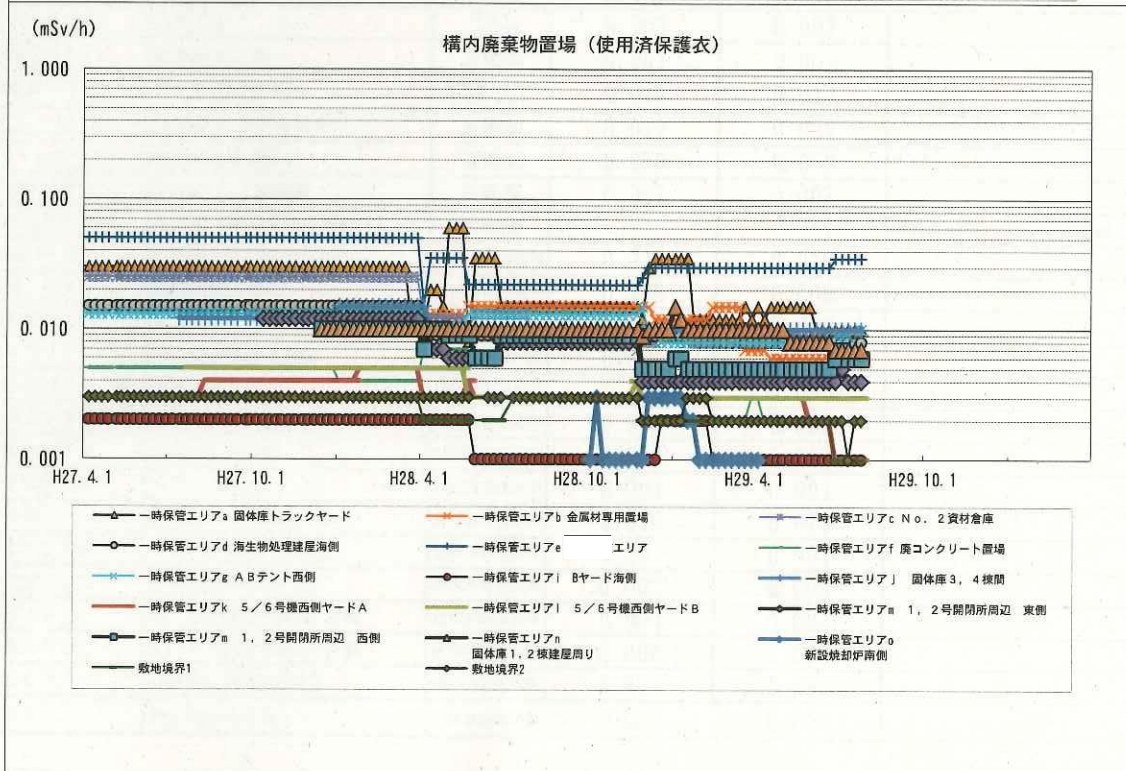 (mSv/h)
構内廃棄物置場（使用済保護衣）
1.000
0.100
0.010
0.001
H27. 4. 1
H27. 10. 1
H28. 4. 1
H28. 10. 1
H29. 4. 1
H29. 10. 1
一時保管エリアa 固体庫トラックヤード
一時保管エリアb 金属材専用置場
一時保管エリアc No. 2資材倉庫
一時保管エリアd 海生物処理建屋海側
一時保管エリアe エリア
一時保管エリアf 廃コンクリート置場
一時保管エリアg ABテント西側
一時保管エリアi Bヤード海側
一時保管エリアj 固体庫3, 4棟間
一時保管エリアk 5／6号機西側ヤードA
一時保管エリアl 5／6号機西側ヤードB
一時保管エリアm 1, 2号開閉所周辺 東側
一時保管エリアm 1, 2号開閉所周辺 西側
一時保管エリアn
固体庫1, 2棟建屋周り
一時保管エリアo
新設焼却炉南側
敷地境界1
敷地境界2